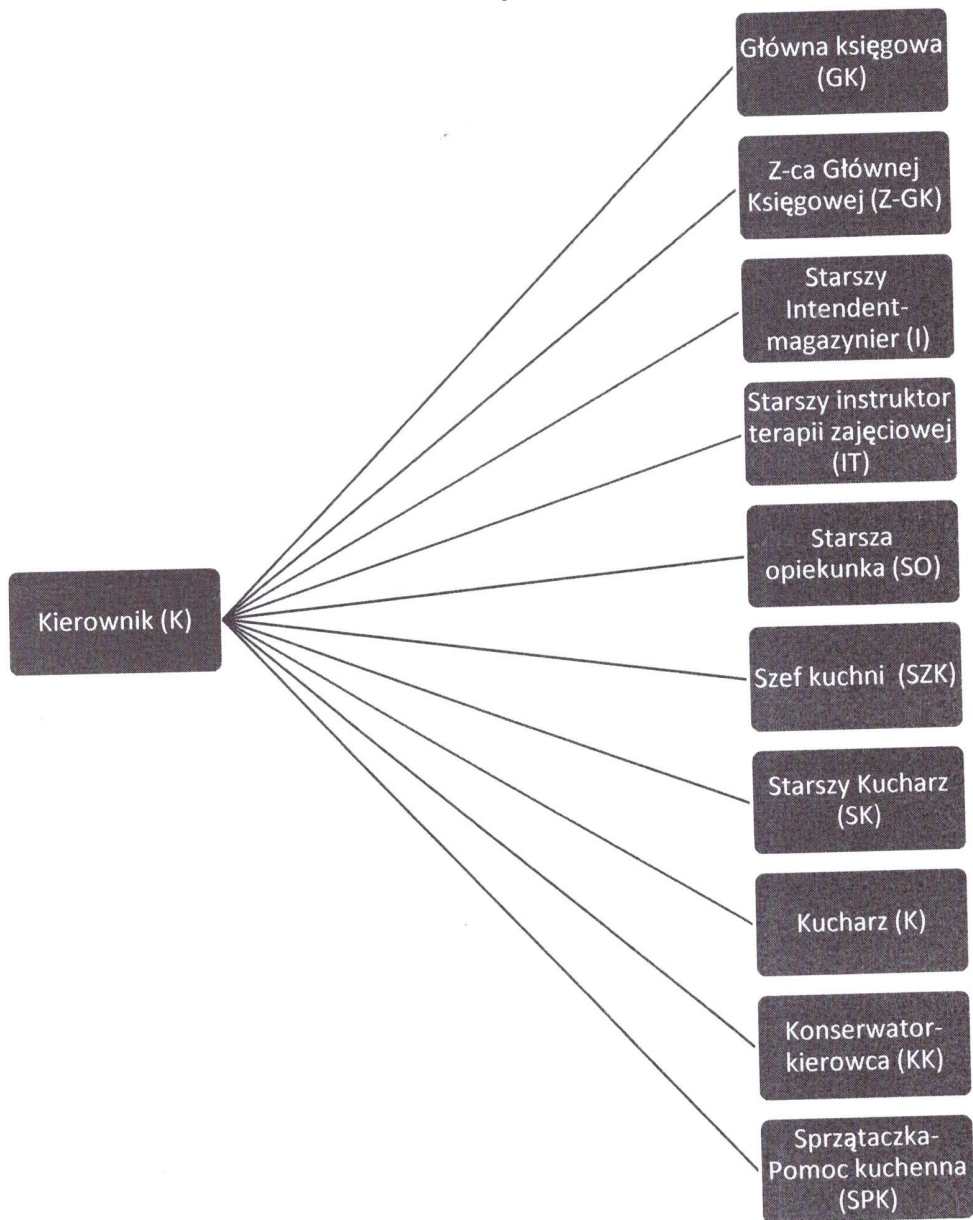 Główna księgowa
(GK)
Z-ca Głównej
Księgowej (Z-GK)
Starszy
Intendent-
magazynier (I)
Starszy instruktor
terapii zajęciowej
(IT)
Starsza
opiekunka (SO)
Kierownik (K)
Szef kuchni (SZK)
Starszy Kucharz
(SK)
Kucharz (K)
Konserwator-
kierowca (KK)
Sprzątaczka-
Pomoc kuchenna
(SPK)